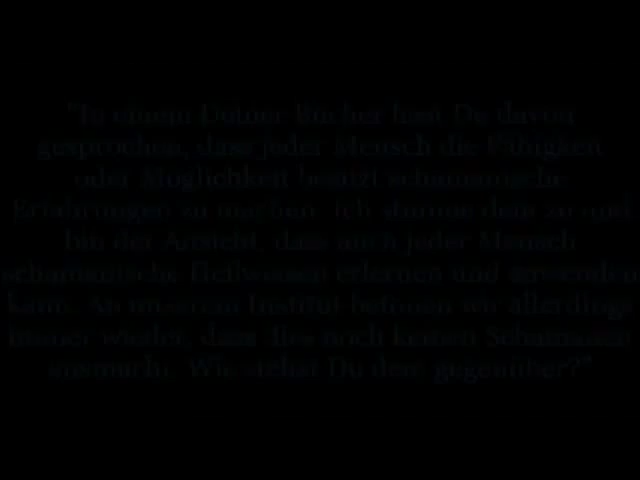 "In einem Deiner Bücher hast Du davon
gesprochen, dass jeder Mensch die Fähigkeit
oder Möglichkeit besitzt schamanische
Erfahrungen zu machen. Ich stimme dem zu und
bin der Ansicht, dass auch jeder Mensch
schamanische Heilweisen erlernen und anwenden
kann. An unserem Institut betonen wir allerdings
immer wieder, dass dies noch keinen Schamanen
ausmacht. Wie stehst Du dem gegenüber?"